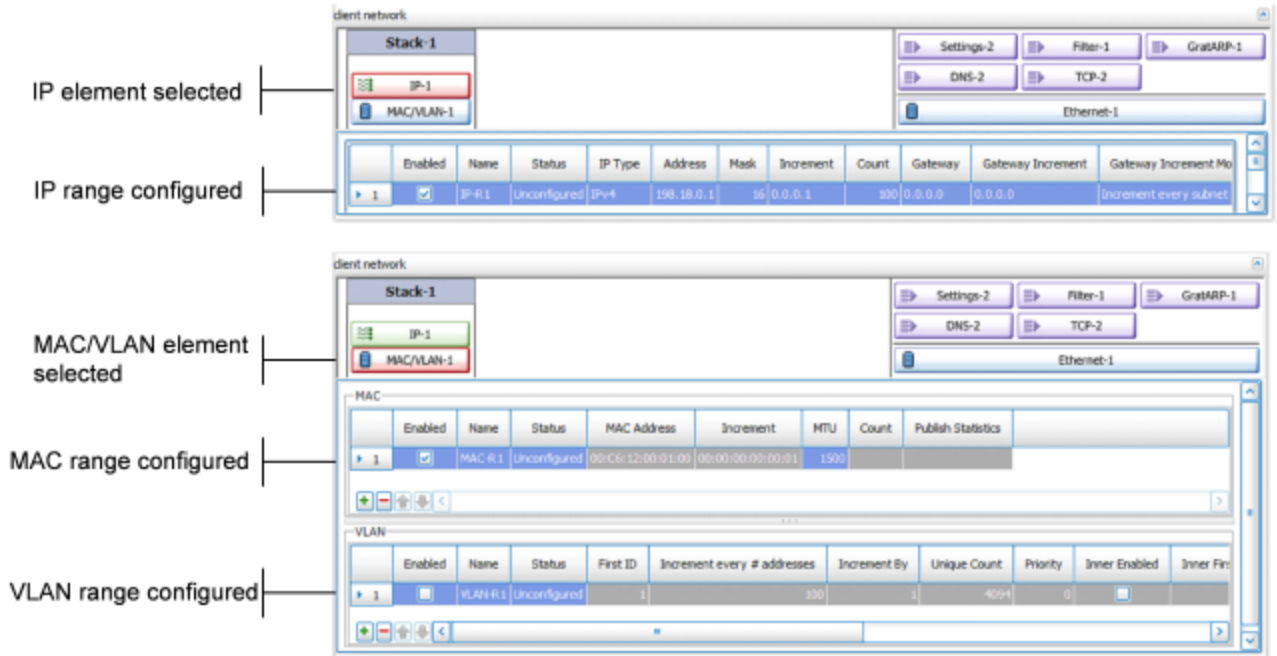 client network
Stack-1
Settings-2 Filter-1 GratARP-1
IP element selected
IP-1
DNS-2 TCP-2
MAC/VLAN-1
Ethernet-1
Enabled Name Status IP Type Address Mask Increment Count Gateway Gateway Increment Gateway Increment Mo
IP range configured
1 IP-R1 Unconfigured IPv4 198.18.0.1 16 0.0.0.1 100 0.0.0.0 0.0.0.0 Increment every subnet
client network
Stack-1
Settings-2 Filter-1 GratARP-1
MAC/VLAN element
selected
IP-1
DNS-2 TCP-2
MAC/VLAN-1
Ethernet-1
MAC
Enabled Name Status MAC Address Increment MTU Count Publish Statistics
MAC range configured
1 MAC-R1 Unconfigured 00:C6:12:00:01:00 00:00:00:00:00:01 1500
VLAN
Enabled Name Status First ID Increment every # addresses Increment By Unique Count Priority Inner Enabled Inner Firs
VLAN range configured
1 VLAN-R1 Unconfigured 1 100 1 4094 0